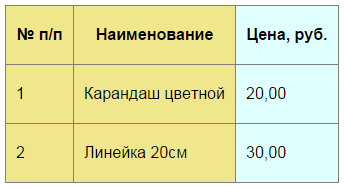 № п/п Наименование Цена, руб.
1 Карандаш цветной 20,00
2 Линейка 20см 30,00